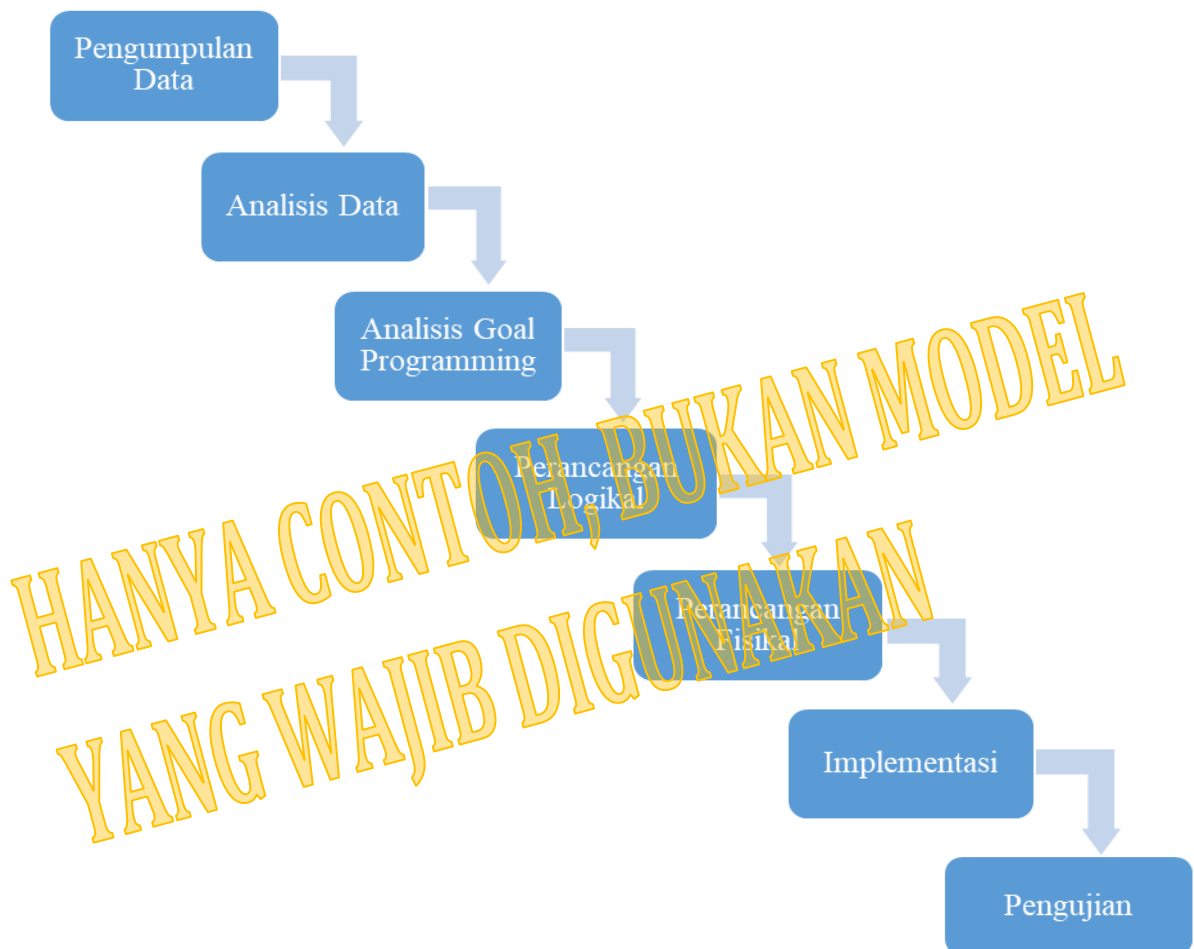 Pengumpulan
Data
Analisis Data
Analisis Goal
Programming
Perancangan
Logikal
Perancangan
Fisikal
Implementasi
Pengujian
HANYA CONTOH, BUKAN MODEL
YANG WAJIB DIGUNAKAN